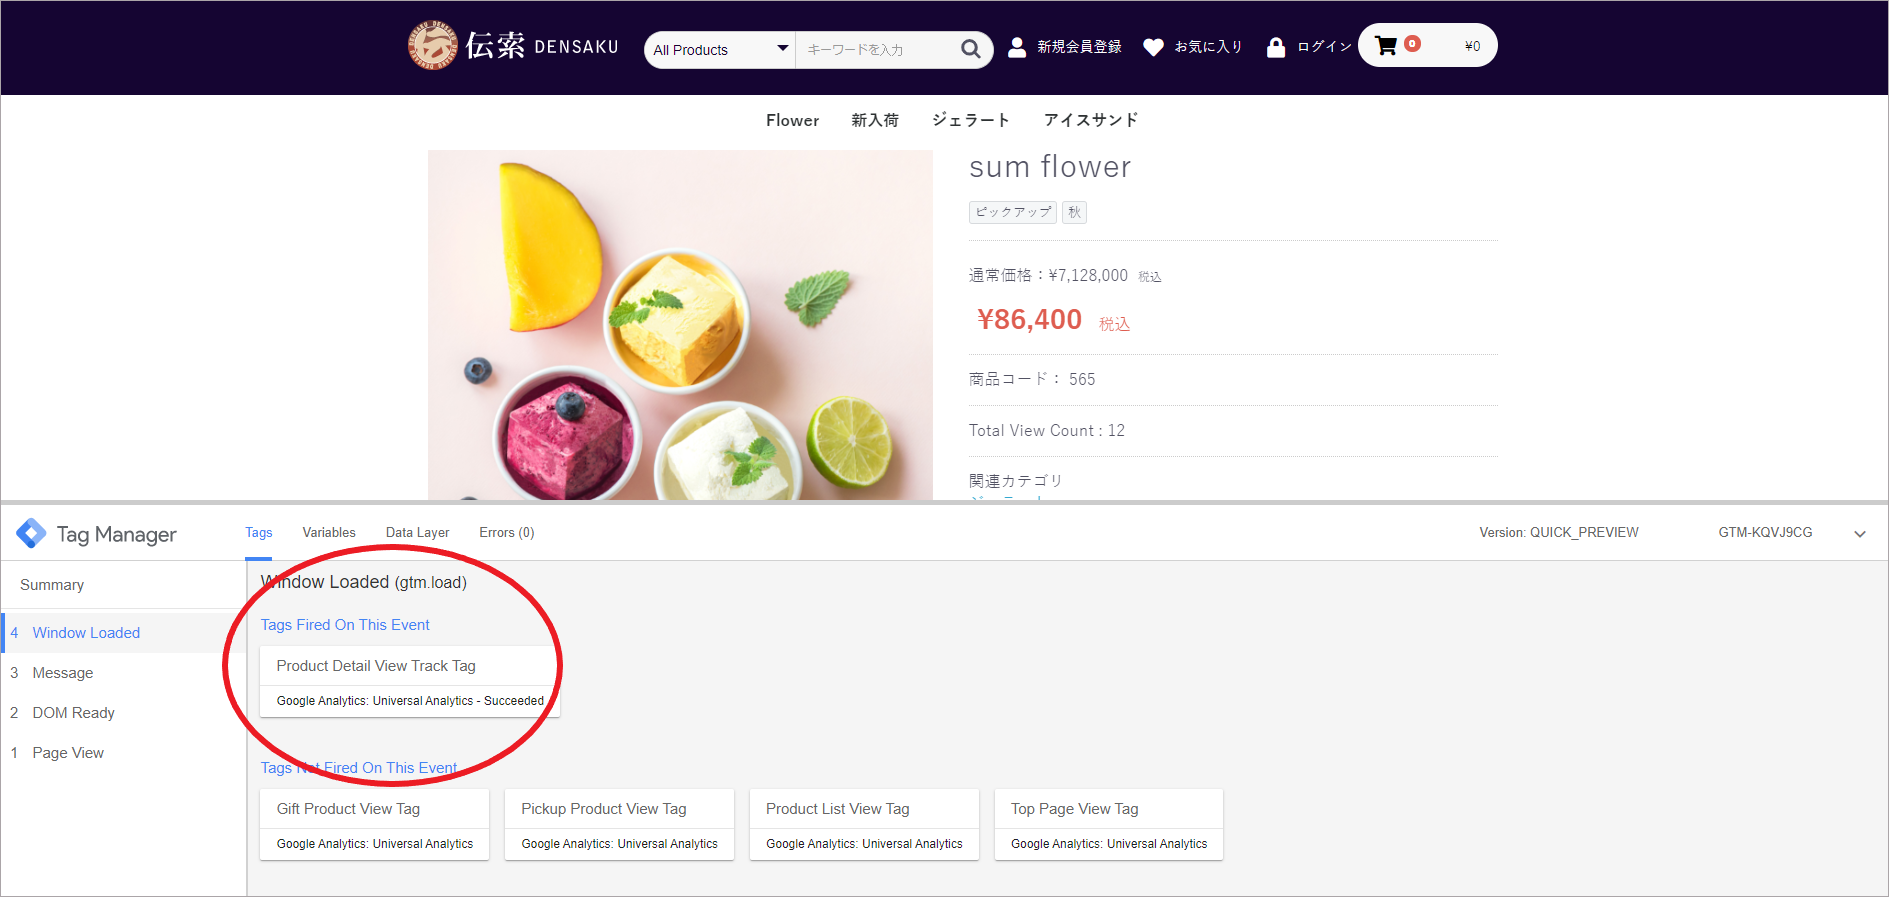 伝索 DENSAKU
All Products
キーワードを入力
新規会員登録
お気に入り
ログイン
0
¥0
Flower 新入荷 ジェラート アイスサンド
sum flower
ピックアップ 秋
通常価格：¥7,128,000 税込
¥86,400 税込
商品コード： 565
Total View Count : 12
関連カテゴリ
Tag Manager
Tags Variables Data Layer Errors (0)
Version: QUICK_PREVIEW GTM-KQVJ9CG
Summary
4 Window Loaded
3 Message
2 DOM Ready
1 Page View
Window Loaded (gtm.load)
Tags Fired On This Event
Product Detail View Track Tag
Google Analytics: Universal Analytics - Succeeded
Tags Not Fired On This Event
Gift Product View Tag
Google Analytics: Universal Analytics
Pickup Product View Tag
Google Analytics: Universal Analytics
Product List View Tag
Google Analytics: Universal Analytics
Top Page View Tag
Google Analytics: Universal Analytics